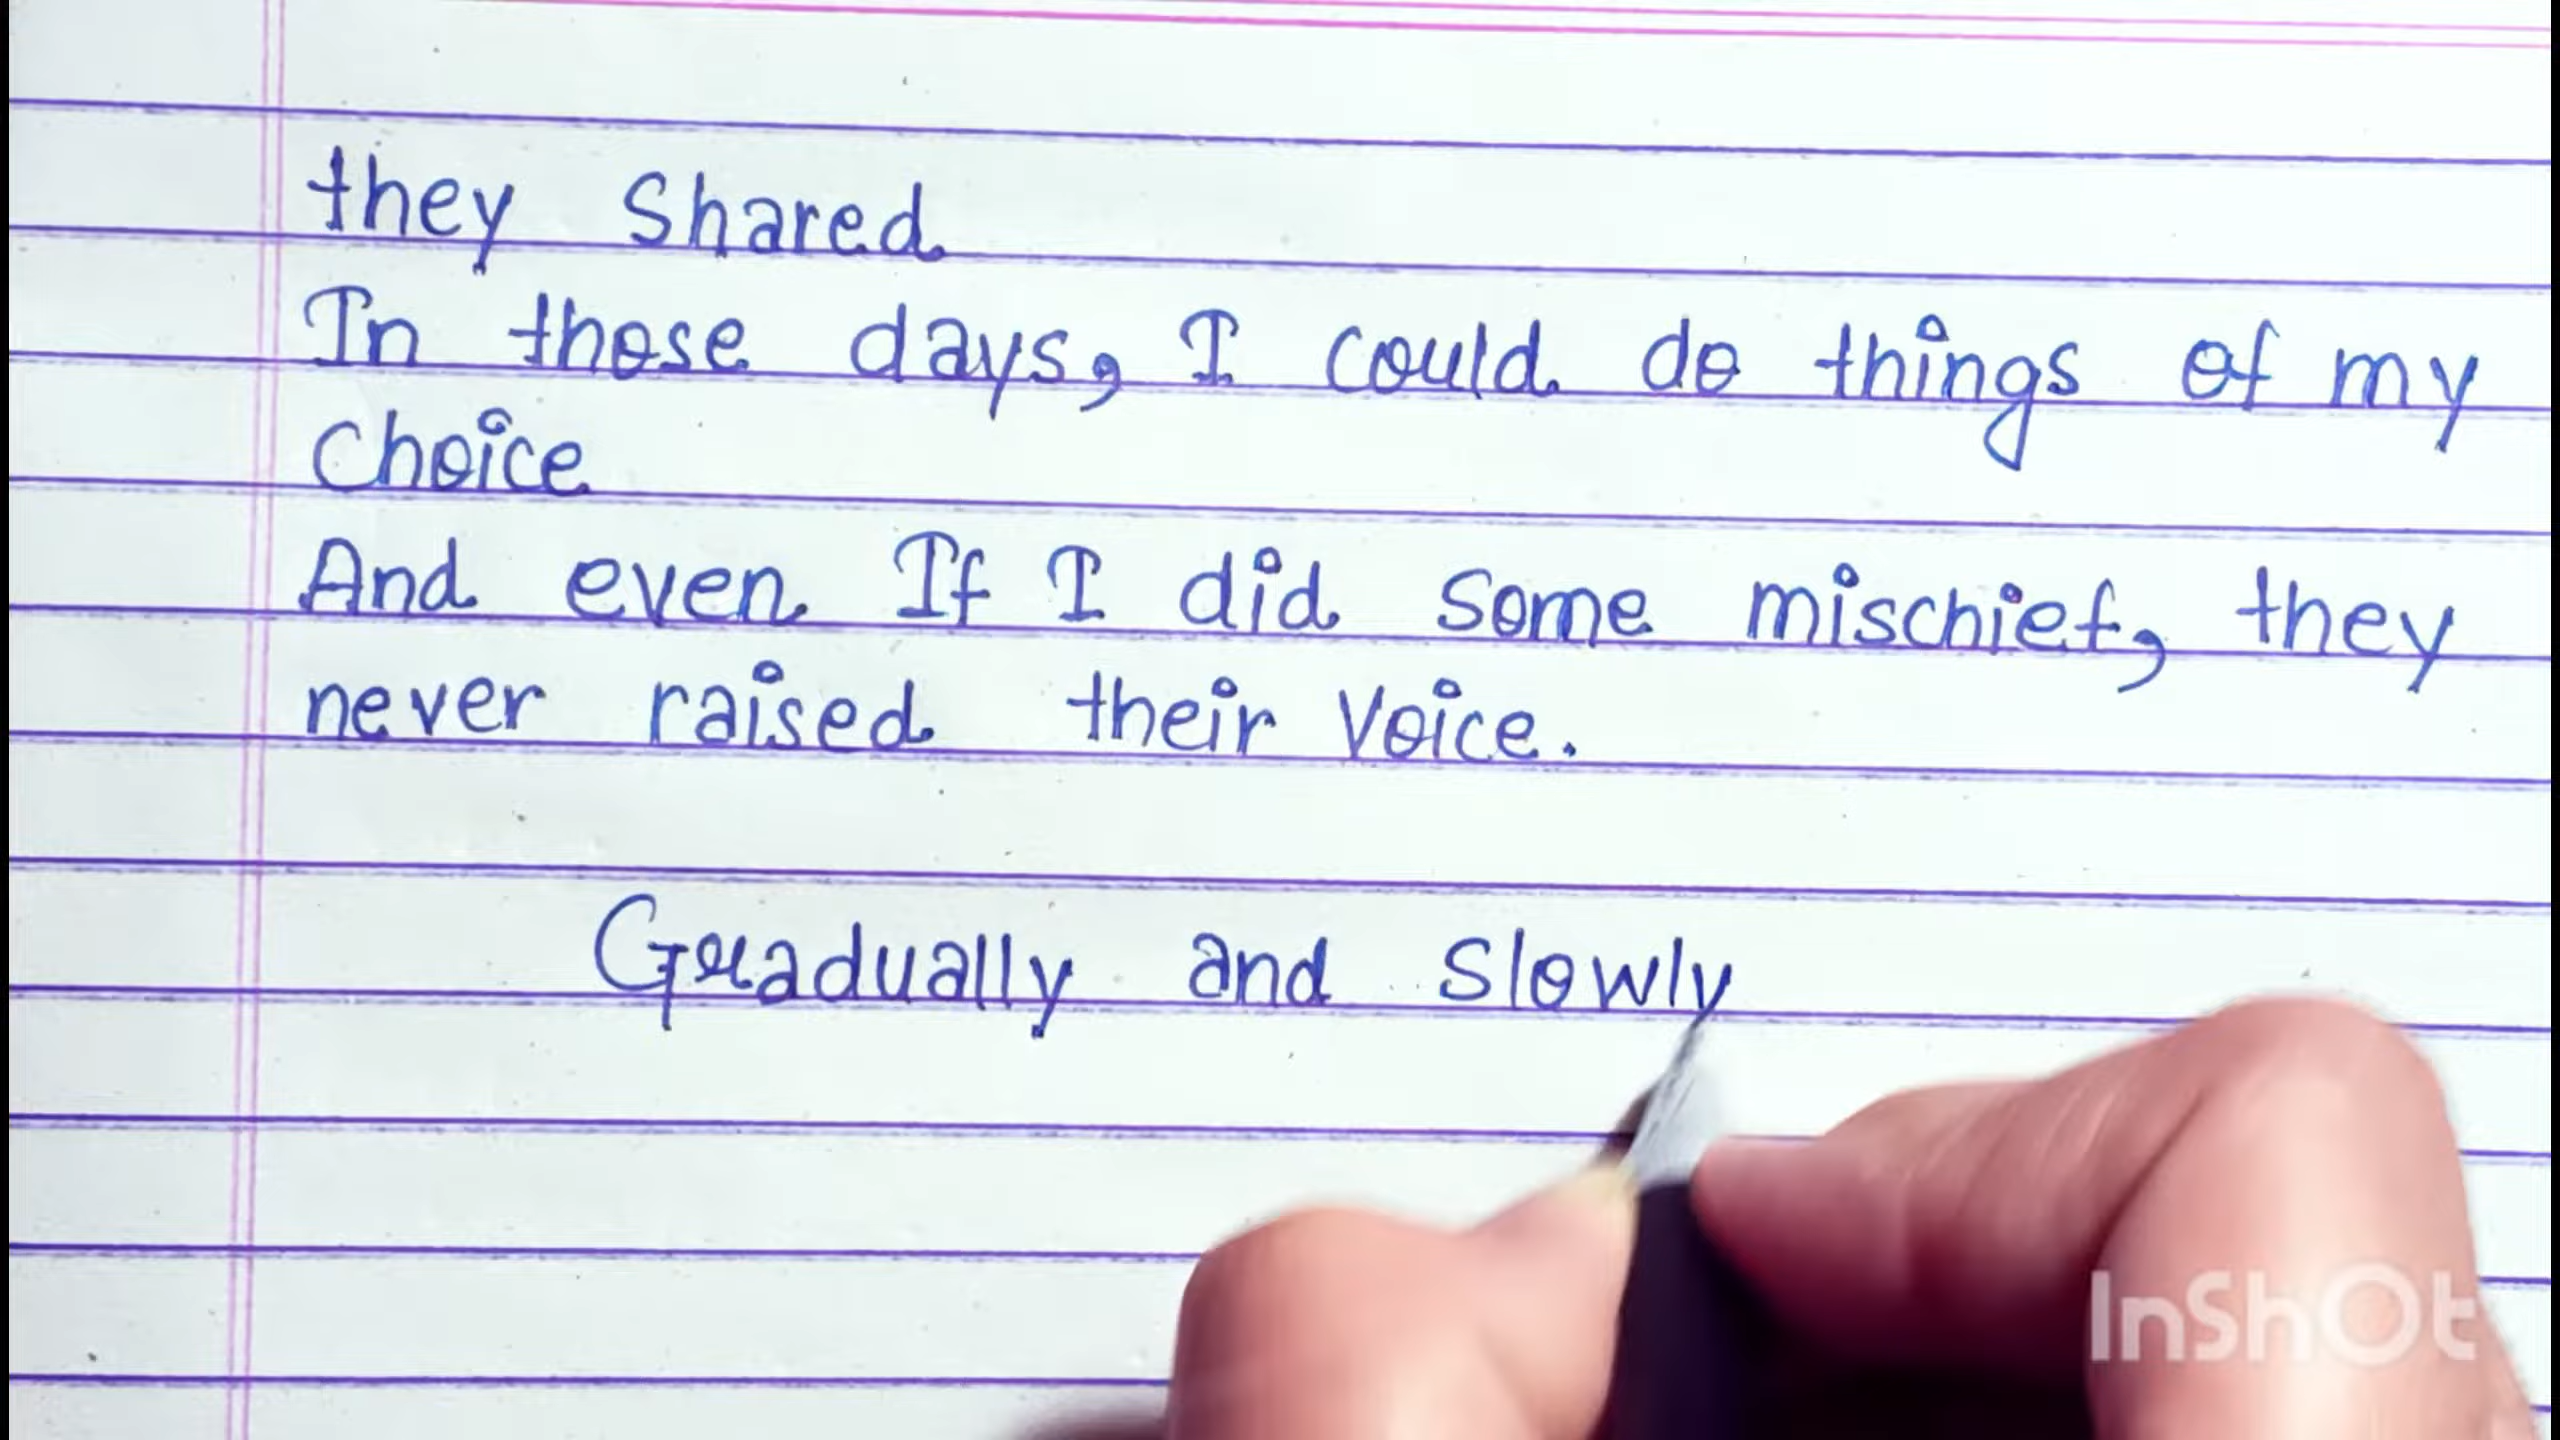 they Shared
In those days, I could do things of my
Choice
And even If I did Some mischief, they
never raised their Voice.
Gradually and Slowly
InShOt